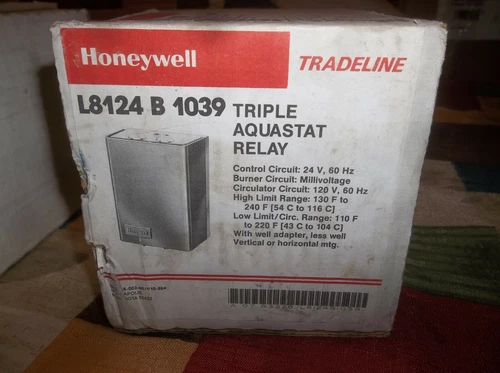 Honeywell
TRADELINE
L8124 B 1039
TRIPLE
AQUASTAT
RELAY
Control Circuit: 24 V, 60 Hz
Burner Circuit: Millivoltage
Circulator Circuit: 120 V, 60 Hz
High Limit Range: 130 F to
240 F [54 C to 116 C]
Low Limit/Circ. Range: 110 F
to 220 F [43 C to 104 C]
With well adapter, less well
Vertical or horizontal mtg.